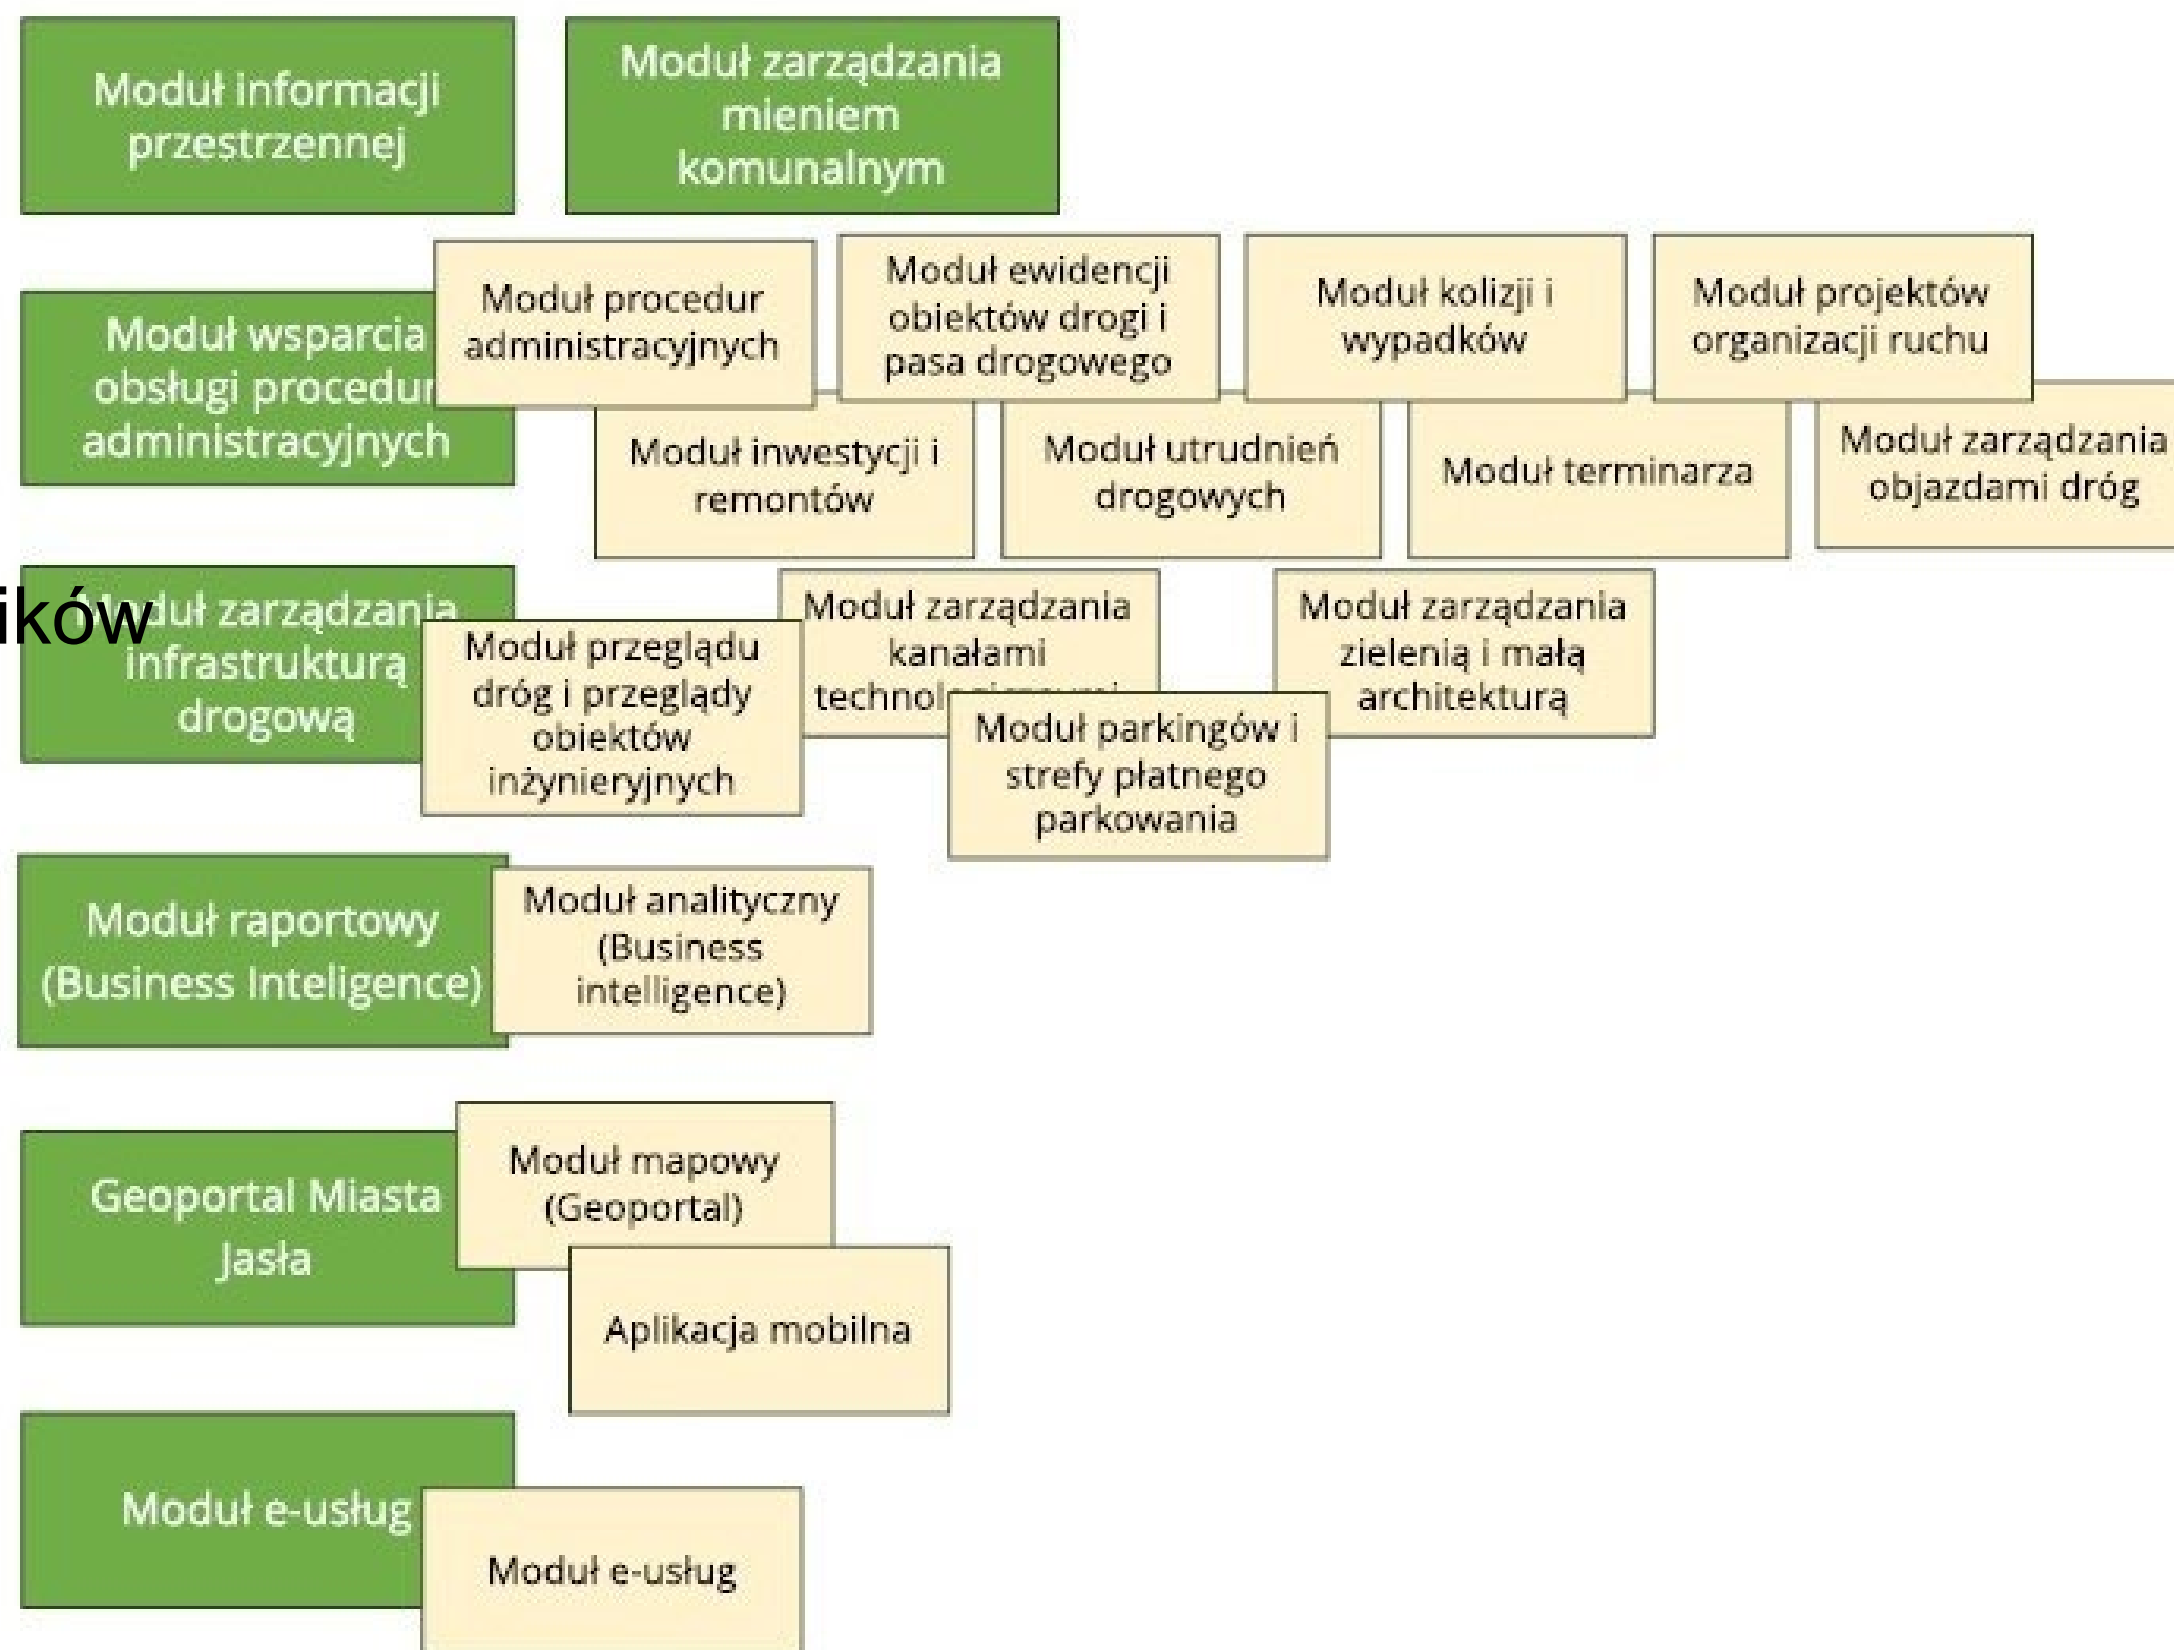 Moduł informacji
przestrzennej
Moduł zarządzania
mieniem
komunalnym
Moduł wsparcia
obsługi procedur
administracyjnych
Moduł procedur
administracyjnych
Moduł ewidencji
obiektów drogi i
pasa drogowego
Moduł kolizji i
wypadków
Moduł projektów
organizacji ruchu
Moduł inwestycji i
remontów
Moduł utrudnień
drogowych
Moduł terminarza
Moduł zarządzania
objazdami dróg
ików
Moduł zarządzania
infrastrukturą
drogową
Moduł przeglądu
dróg i przeglądy
obiektów
inżynieryjnych
Moduł zarządzania
kanałami
Moduł zarządzania
zielenią i małą
architekturą
Moduł parkingów i
strefy płatnego
parkowania
Moduł raportowy
(Business Inteligence)
Moduł analityczny
(Business
intelligence)
Geoportal Miasta
Jasła
Moduł mapowy
(Geoportal)
Aplikacja mobilna
Moduł e-usług
Moduł e-usług